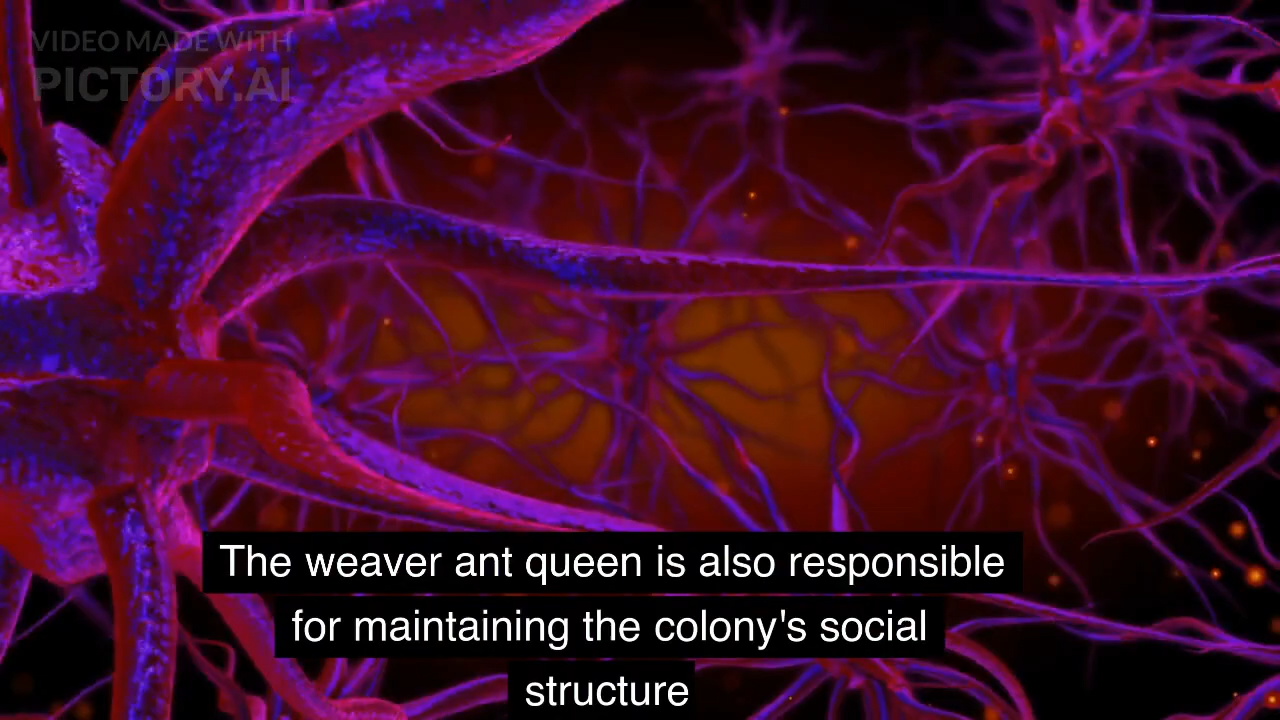 VIDEO MADE WITH
PICTORY.AI
The weaver ant queen is also responsible
for maintaining the colony's social
structure